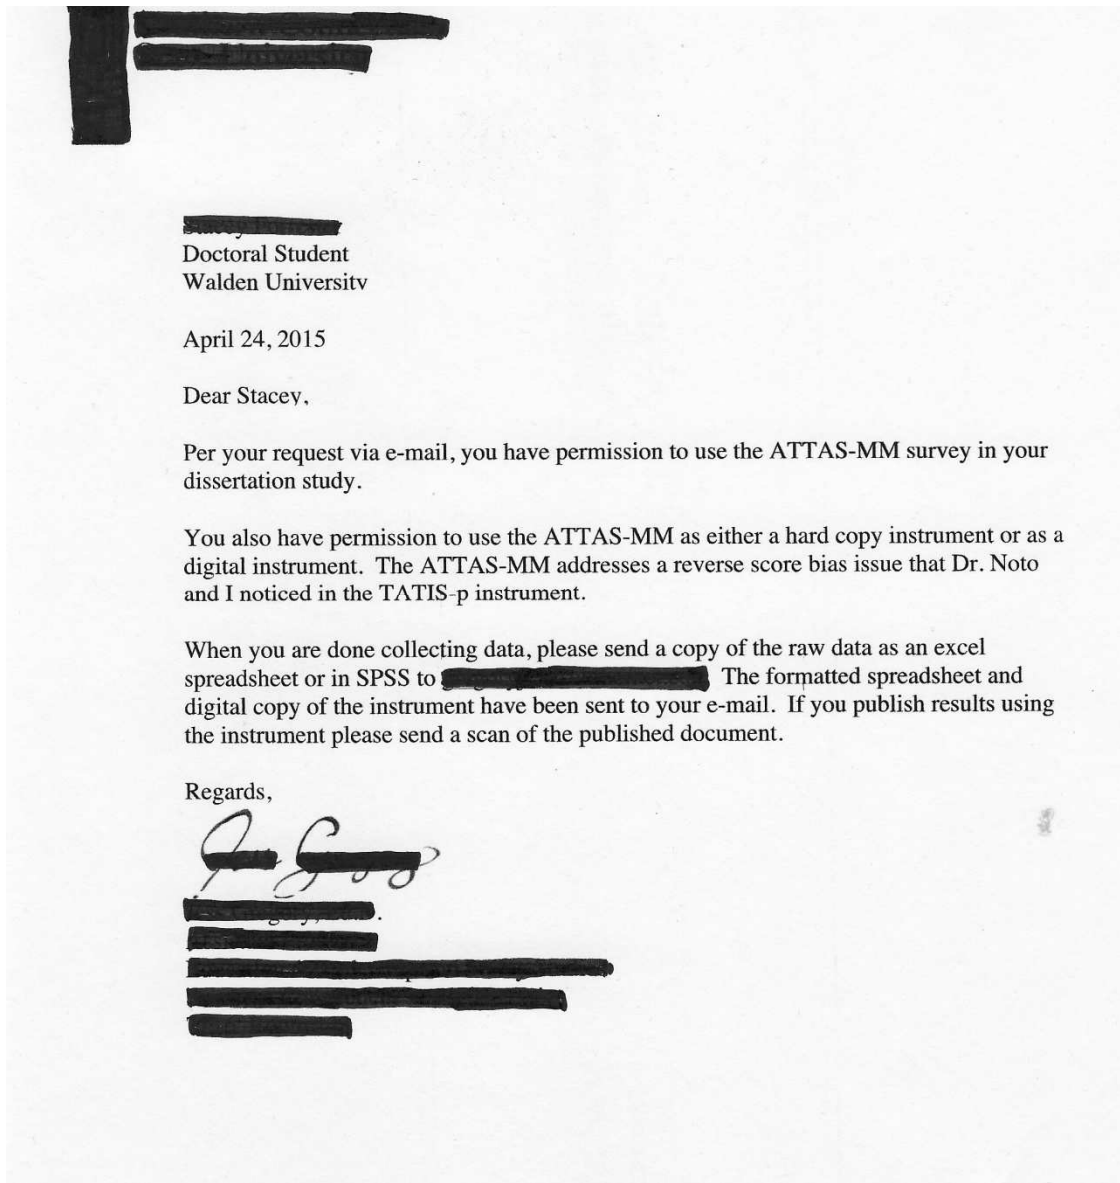 Doctoral Student
Walden University
April 24, 2015
Dear Stacey,
Per your request via e-mail, you have permission to use the ATTAS-MM survey in your
dissertation study.
You also have permission to use the ATTAS-MM as either a hard copy instrument or as a
digital instrument. The ATTAS-MM addresses a reverse score bias issue that Dr. Noto
and I noticed in the TATIS-p instrument.
When you are done collecting data, please send a copy of the raw data as an excel
spreadsheet or in SPSS to The formatted spreadsheet and
digital copy of the instrument have been sent to your e-mail. If you publish results using
the instrument please send a scan of the published document.
Regards,